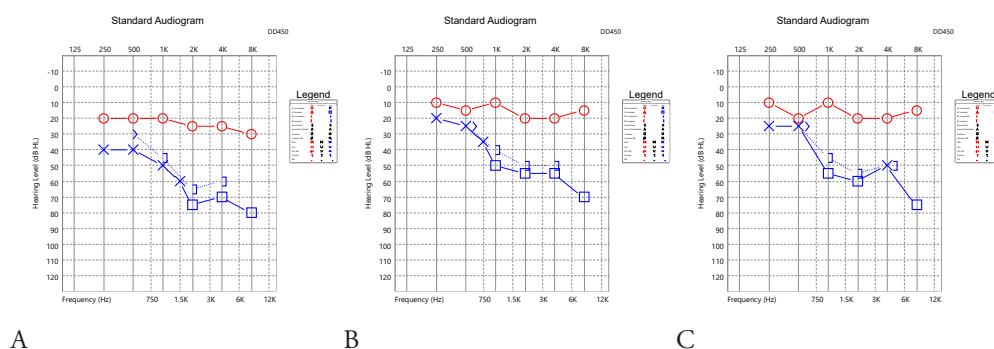 Standard Audiogram
DD450
125 250 500 1K 2K 4K 8K
-10
0
10
20
30
40
50
60
70
80
90
100
110
120
Hearing Level (dB HL)
Frequency (Hz) 750 1.5K 3K 6K 12K
Legend
A
Standard Audiogram
DD450
125 250 500 1K 2K 4K 8K
-10
0
10
20
30
40
50
60
70
80
90
100
110
120
Hearing Level (dB HL)
Frequency (Hz) 750 1.5K 3K 6K 12K
Legend
B
Standard Audiogram
DD450
125 250 500 1K 2K 4K 8K
-10
0
10
20
30
40
50
60
70
80
90
100
110
120
Hearing Level (dB HL)
Frequency (Hz) 750 1.5K 3K 6K 12K
Legend
C